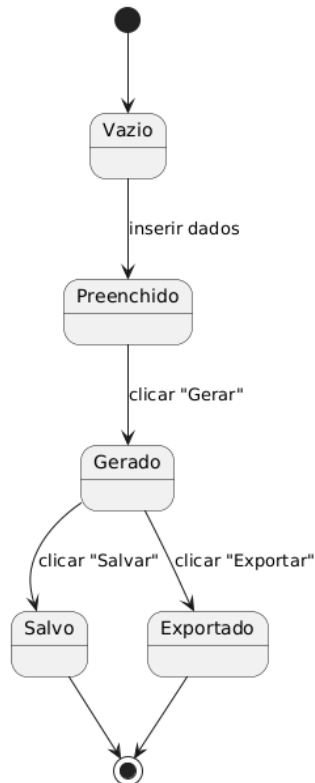 Vazio
inserir dados
Preenchido
clicar "Gerar"
Gerado
clicar "Salvar"
clicar "Exportar"
Salvo
Exportado